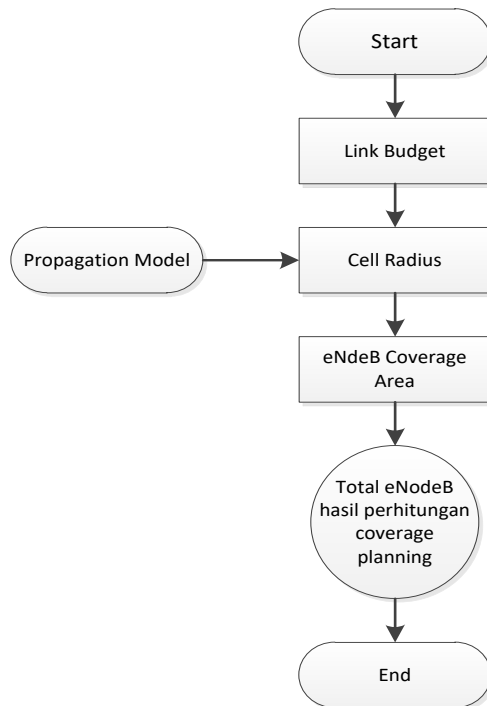 Start
Link Budget
Propagation Model
Cell Radius
eNdeB Coverage
Area
Total eNodeB
hasil perhitungan
coverage
planning
End